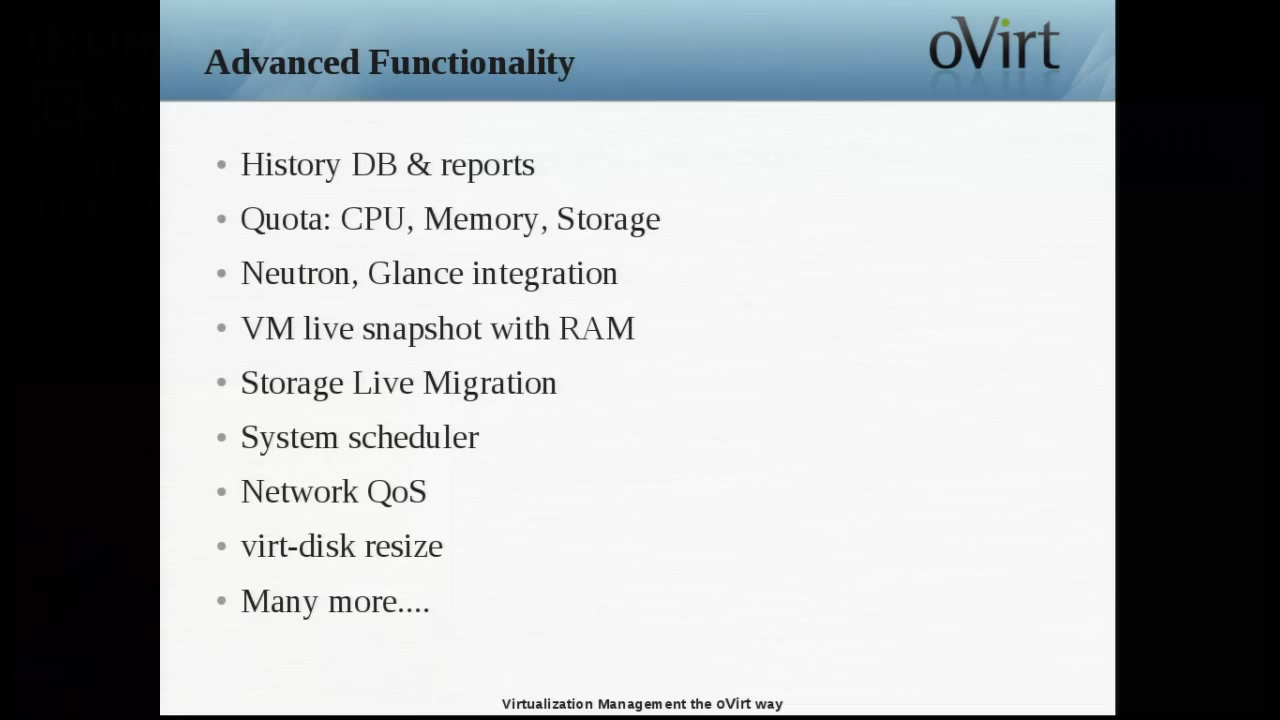 Advanced Functionality
oVirt
• History DB & reports
• Quota: CPU, Memory, Storage
• Neutron, Glance integration
• VM live snapshot with RAM
• Storage Live Migration
• System scheduler
• Network QoS
• virt-disk resize
• Many more....
Virtualization Management the oVirt way